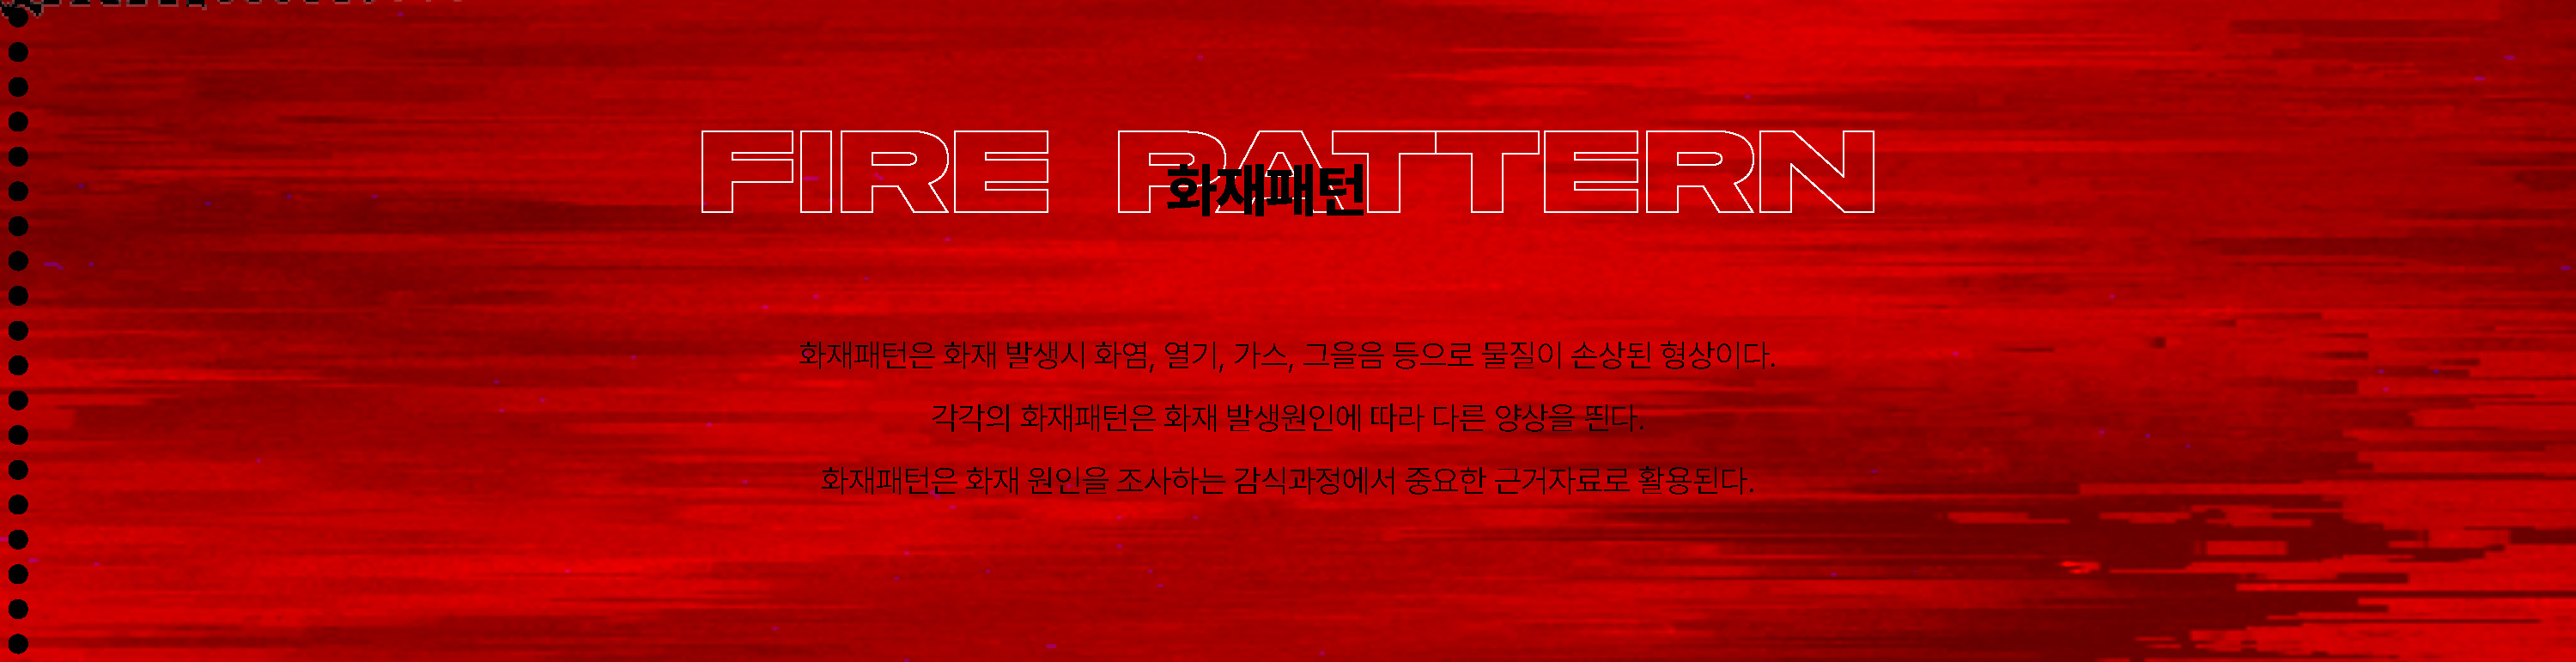 FIRE PATTERN
화재패턴
화재패턴은 화재 발생시 화염, 열기, 가스, 그을음 등으로 물질이 손상된 형상이다.
각각의 화재패턴은 화재 발생원인에 따라 다른 양상을 띈다.
화재패턴은 화재 원인을 조사하는 감식과정에서 중요한 근거자료로 활용된다.